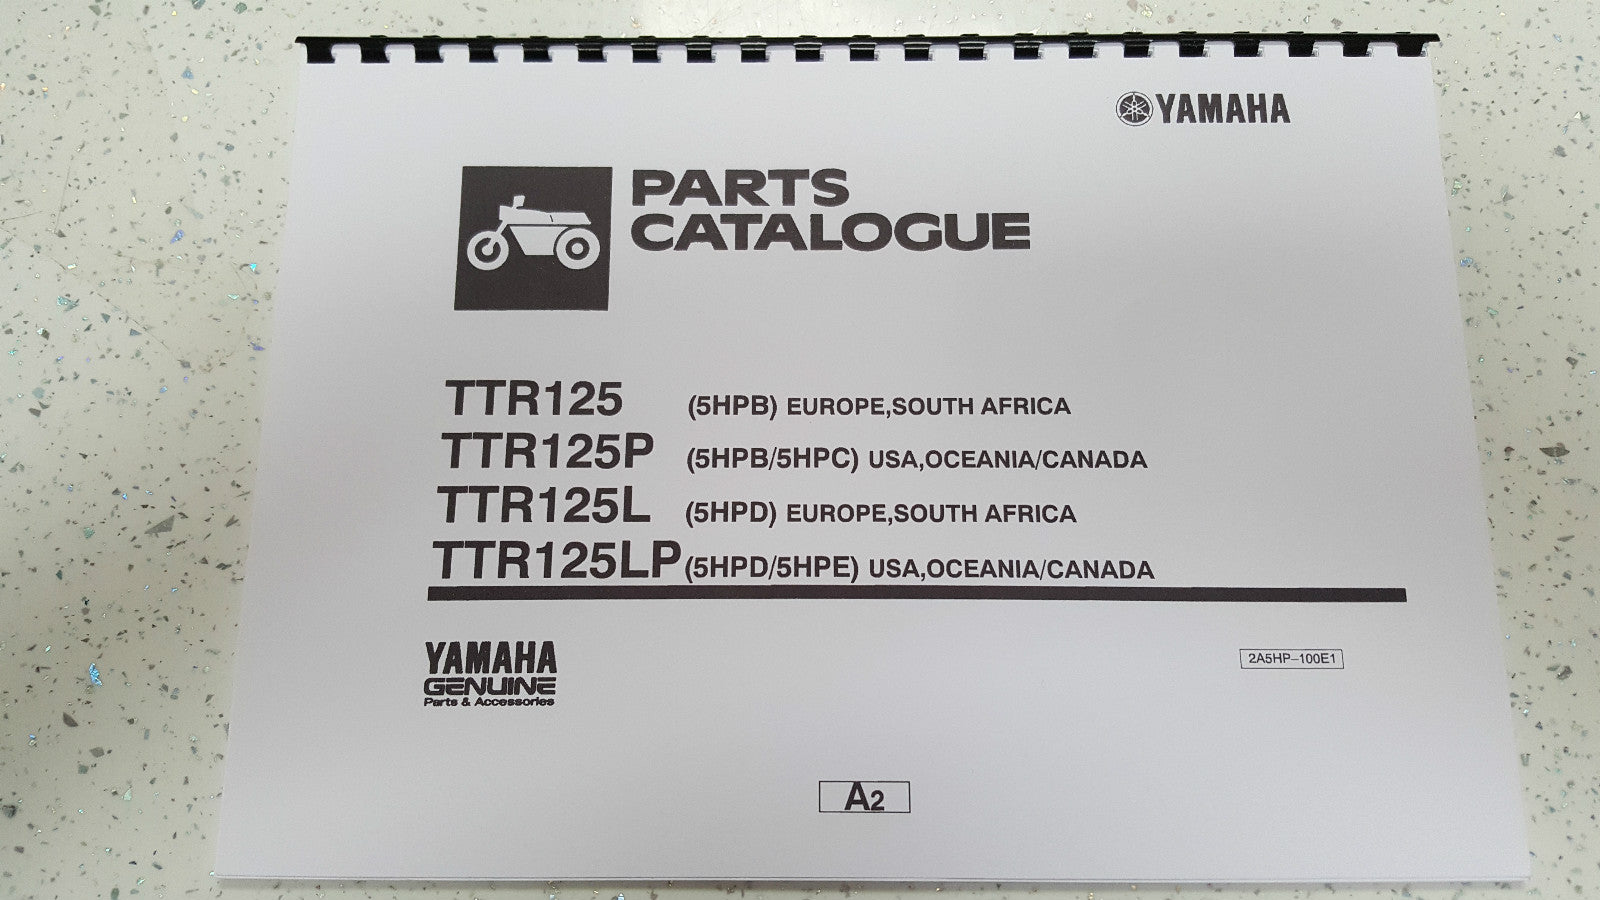 YAMAHA
PARTS
CATALOGUE
TTR125 (5HPB) EUROPE,SOUTH AFRICA
TTR125P (5HPB/5HPC) USA,OCEANIA/CANADA
TTR125L (5HPD) EUROPE,SOUTH AFRICA
TTR125LP(5HPD/5HPE) USA,OCEANIA/CANADA
YAMAHA
GENUINE
Parts & Accessories
2A5HP-100E1
A2